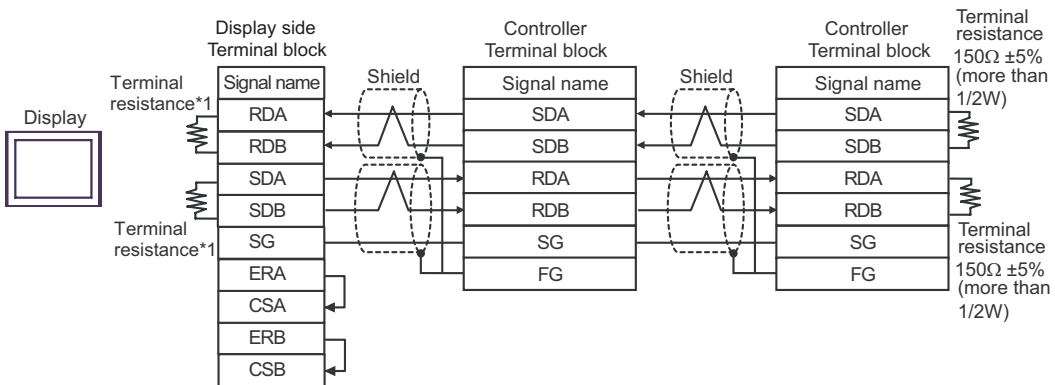 Display
Terminal
resistance*1
Terminal
resistance*1
Display side
Terminal block
Signal name
RDA
RDB
SDA
SDB
SG
ERA
CSA
ERB
CSB
Shield
Controller
Terminal block
Signal name
SDA
SDB
RDA
RDB
SG
FG
Shield
Controller
Terminal block
Signal name
SDA
SDB
RDA
RDB
SG
FG
Terminal
resistance
150Ω ±5%
(more than
1/2W)
Terminal
resistance
150Ω ±5%
(more than
1/2W)